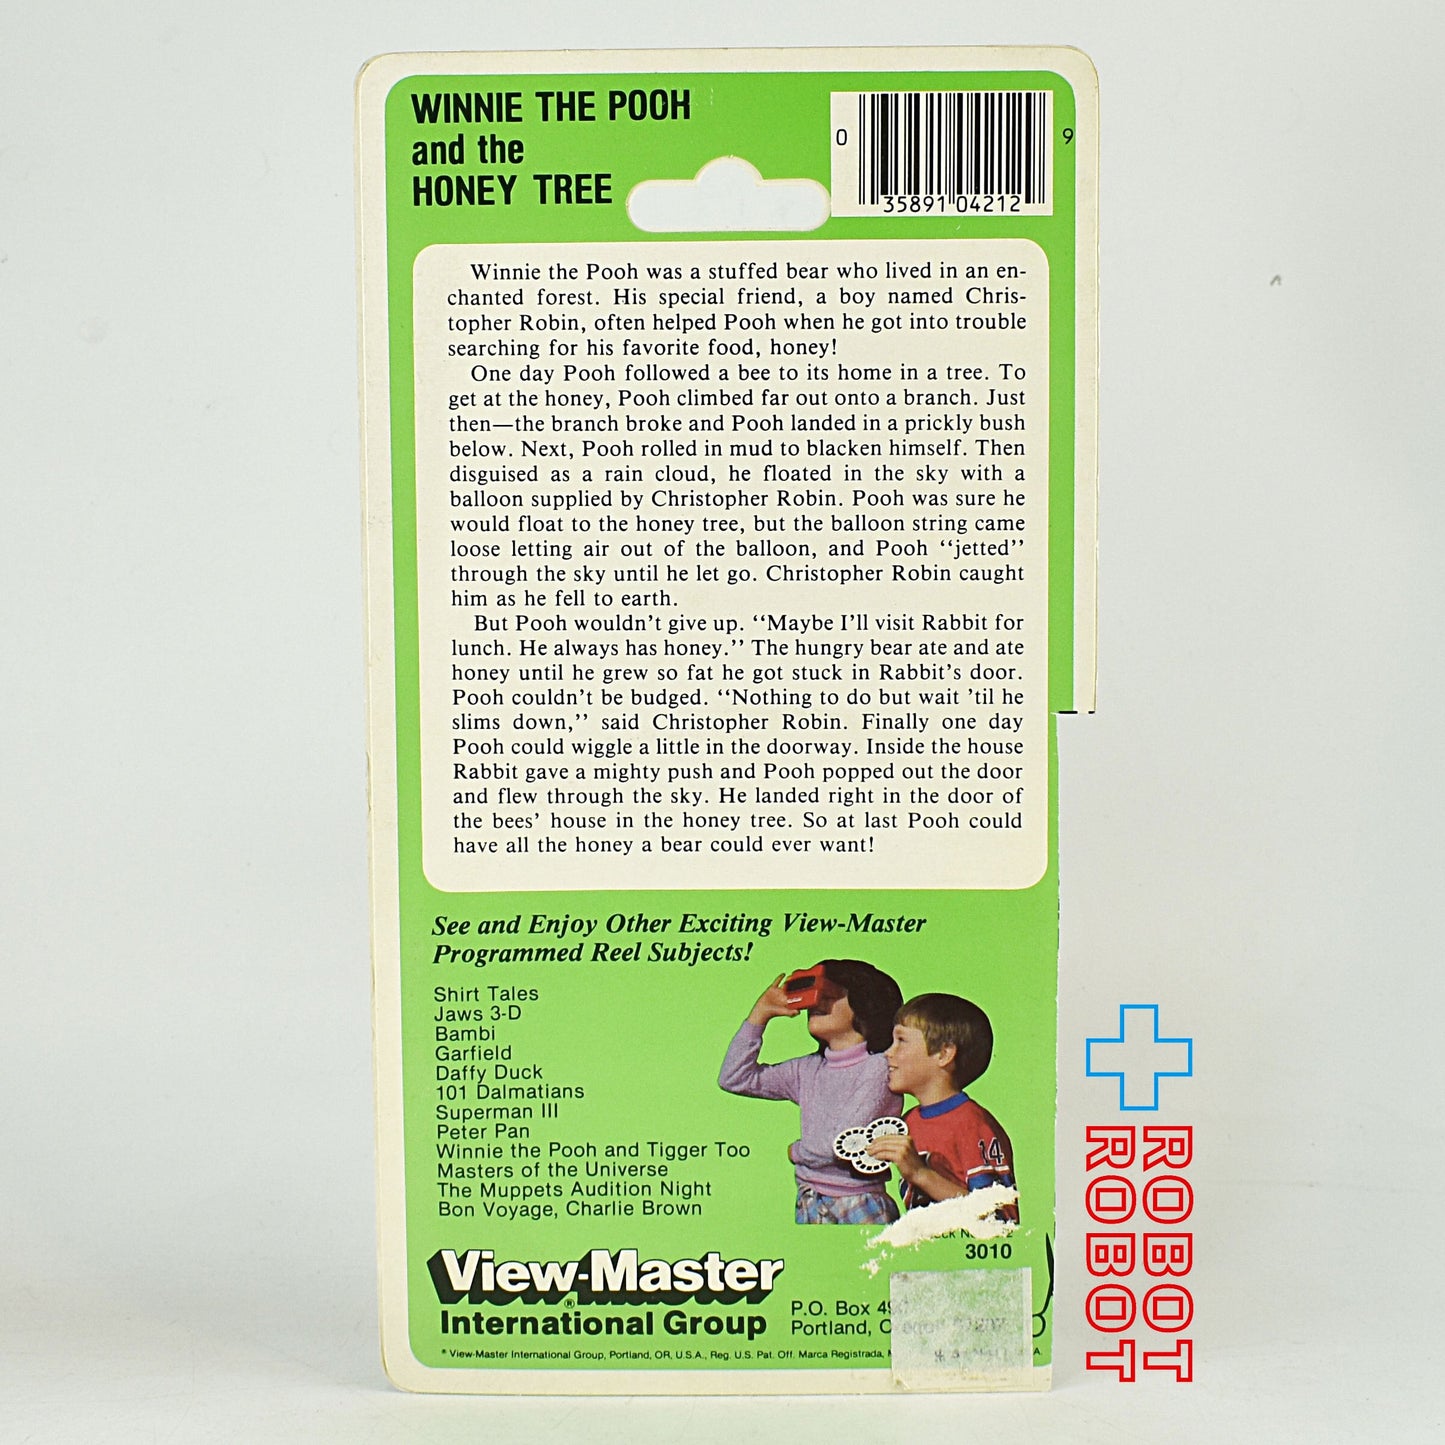 WINNIE THE POOH
and the
HONEY TREE
0 35891 04212 9
Winnie the Pooh was a stuffed bear who lived in an en-
chanted forest. His special friend, a boy named Chris-
topher Robin, often helped Pooh when he got into trouble
searching for his favorite food, honey!
One day Pooh followed a bee to its home in a tree. To
get at the honey, Pooh climbed far out onto a branch. Just
then—the branch broke and Pooh landed in a prickly bush
below. Next, Pooh rolled in mud to blacken himself. Then
disguised as a rain cloud, he floated in the sky with a
balloon supplied by Christopher Robin. Pooh was sure he
would float to the honey tree, but the balloon string came
loose letting air out of the balloon, and Pooh “jetted”
through the sky until he let go. Christopher Robin caught
him as he fell to earth.
But Pooh wouldn’t give up. “Maybe I’ll visit Rabbit for
lunch. He always has honey.” The hungry bear ate and ate
honey until he grew so fat he got stuck in Rabbit’s door.
Pooh couldn’t be budged. “Nothing to do but wait ’til he
slims down,” said Christopher Robin. Finally one day
Pooh could wiggle a little in the doorway. Inside the house
Rabbit gave a mighty push and Pooh popped out the door
and flew through the sky. He landed right in the door of
the bees’ house in the honey tree. So at last Pooh could
have all the honey a bear could ever want!
See and Enjoy Other Exciting View-Master
Programmed Reel Subjects!
Shirt Tales
Jaws 3-D
Bambi
Garfield
Daffy Duck
101 Dalmatians
Superman III
Peter Pan
Winnie the Pooh and Tigger Too
Masters of the Universe
The Muppets Audition Night
Bon Voyage, Charlie Brown
14
3010
View-Master®
International Group
P.O. Box
Portland,
® View-Master International Group, Portland, OR, U.S.A., Reg. U.S. Pat. Off. Marca Registrada,
ROBOT
ROBOT